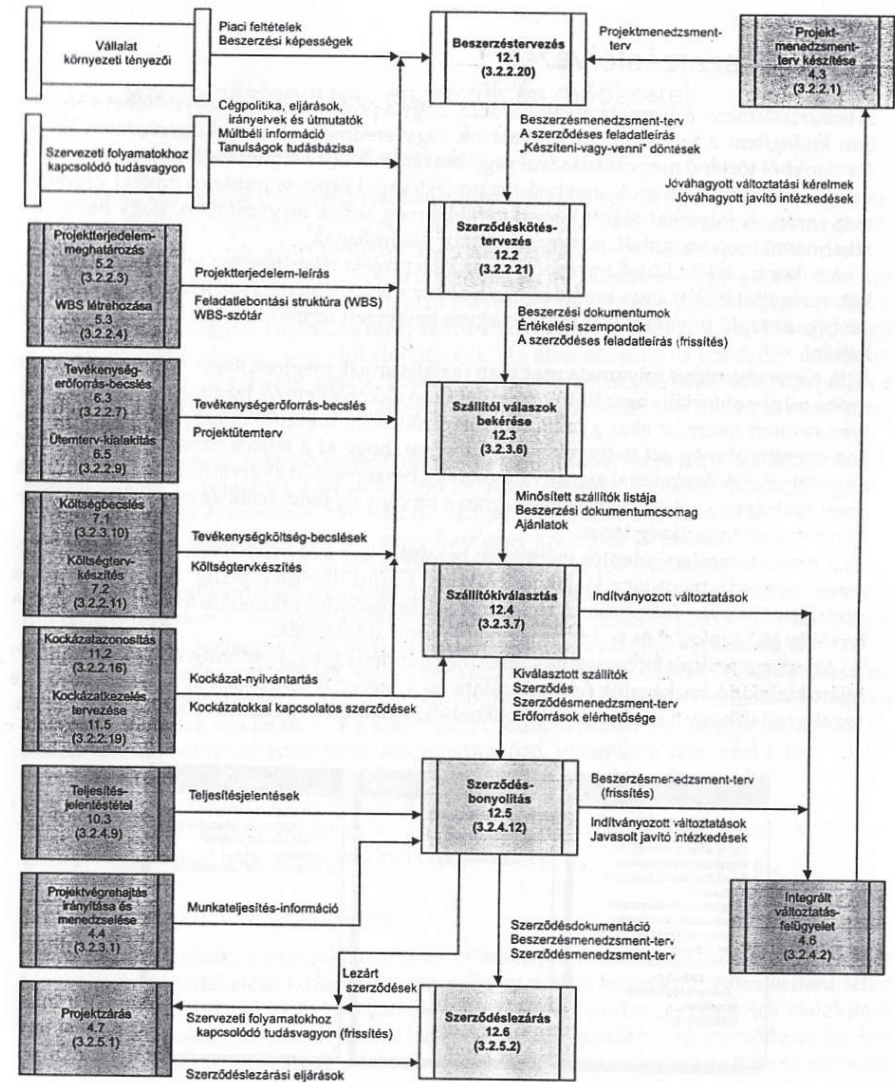 Vállalat
környezeti tényezői
Piaci feltételek
Beszerzési képességek
Beszerzéstervezés
12.1
(3.2.2.20)
Projektmenedzsment-
terv
Projekt-
menedzsment-
terv készítése
4.3
(3.2.2.1)
Szervezeti folyamatokhoz
kapcsolódó tudásvagyon
Cégpolitika, eljárások,
irányelvek és útmutatók
Múltbéli információ
Tanulságok tudásbázisa
Beszerzésmenedzsment-terv
A szerződéses feladatleírás
„Készíteni-vagy-venni” döntések
Jóváhagyott változtatási kérelmek
Jóváhagyott javító intézkedések
Projektterjedelem-
meghatározás
5.2
(3.2.2.3)
WBS létrehozása
5.3
(3.2.2.4)
Projektterjedelem-leírás
Feladatlebontási struktúra (WBS)
WBS-szótár
Szerződéskötés-
tervezés
12.2
(3.2.2.21)
Beszerzési dokumentumok
Értékelési szempontok
A szerződéses feladatleírás (frissítés)
Tevékenység-
erőforrás-becslés
6.3
(3.2.2.7)
Ütemterv-kialakítás
6.5
(3.2.2.9)
Tevékenységerőforrás-becslés
Projektütemterv
Szállítói válaszok
bekérése
12.3
(3.2.3.6)
Minősített szállítók listája
Beszerzési dokumentumcsomag
Ajánlatok
Költségbecslés
7.1
(3.2.3.10)
Költségterv-
készítés
7.2
(3.2.2.11)
Tevékenységköltség-becslések
Költségtervkészítés
Szállítókiválasztás
12.4
(3.2.3.7)
Indítványozott változtatások
Kockázatazonosítás
11.2
(3.2.2.16)
Kockázatkezelés
tervezése
11.5
(3.2.2.19)
Kockázat-nyilvántartás
Kockázatokkal kapcsolatos szerződések
Kiválasztott szállítók
Szerződés
Szerződésmenedzsment-terv
Erőforrások elérhetősége
Teljesítés-
jelentéstétel
10.3
(3.2.4.9)
Teljesítésjelentések
Szerződés-
bonyolítás
12.5
(3.2.4.12)
Beszerzésmenedzsment-terv
(frissítés)
Indítványozott változtatások
Javasolt javító intézkedések
Projektvégrehajtás
irányítása és
menedzselése
4.4
(3.2.3.1)
Munkateljesítés-információ
Integrált
változtatás-
felügyelet
4.6
(3.2.4.2)
Szerződésdokumentáció
Beszerzésmenedzsment-terv
Szerződésmenedzsment-terv
Lezárt
szerződések
Projektzárás
4.7
(3.2.5.1)
Szervezeti folyamatokhoz
kapcsolódó tudásvagyon (frissítés)
Szerződéslezárás
12.6
(3.2.5.2)
Szerződéslezárási eljárások